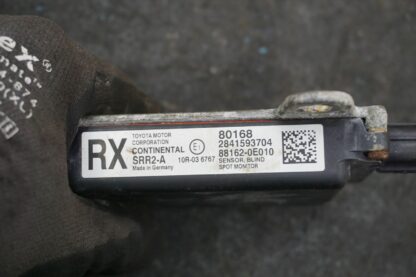 RX
TOYOTA MOTOR
CORPORATION
CONTINENTAL
SRR2-A
Made in Germany
E1
10R-03 6767
80168
2841593704
88162-0E010
SENSOR, BLIND
SPOT MONITOR